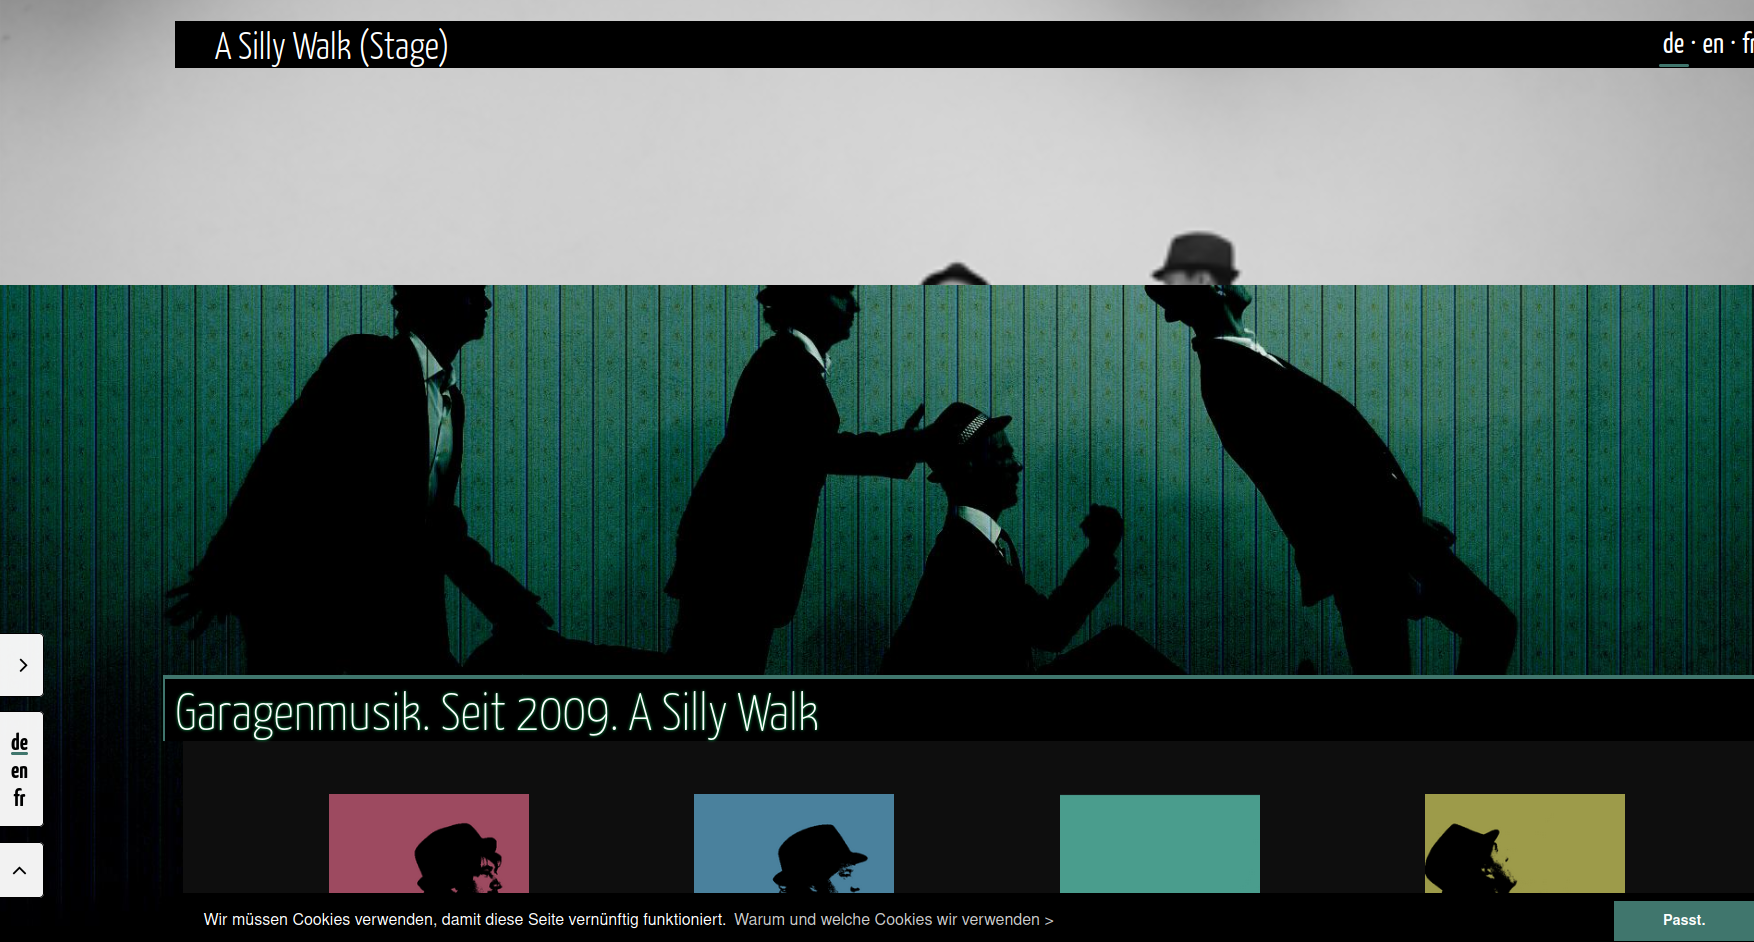 A Silly Walk (Stage)
de · en · fr
de
en
fr
Garagenmusik. Seit 2009. A Silly Walk
Wir müssen Cookies verwenden, damit diese Seite vernünftig funktioniert. Warum und welche Cookies wir verwenden >
Passt.